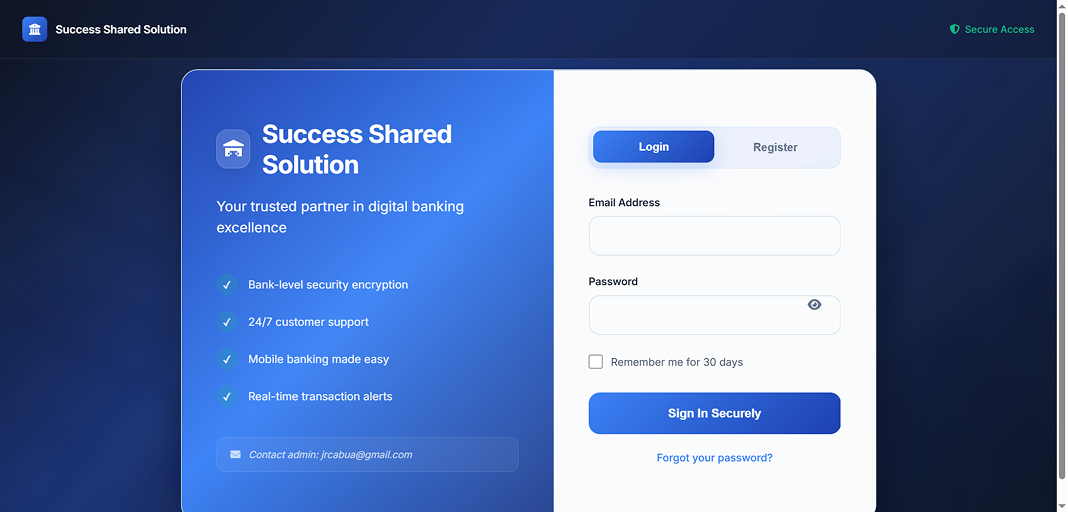 Success Shared Solution
Secure Access
Success Shared
Solution
Your trusted partner in digital banking
excellence
Bank-level security encryption
24/7 customer support
Mobile banking made easy
Real-time transaction alerts
Contact admin: jrcabua@gmail.com
Login
Register
Email Address
Password
Remember me for 30 days
Sign In Securely
Forgot your password?